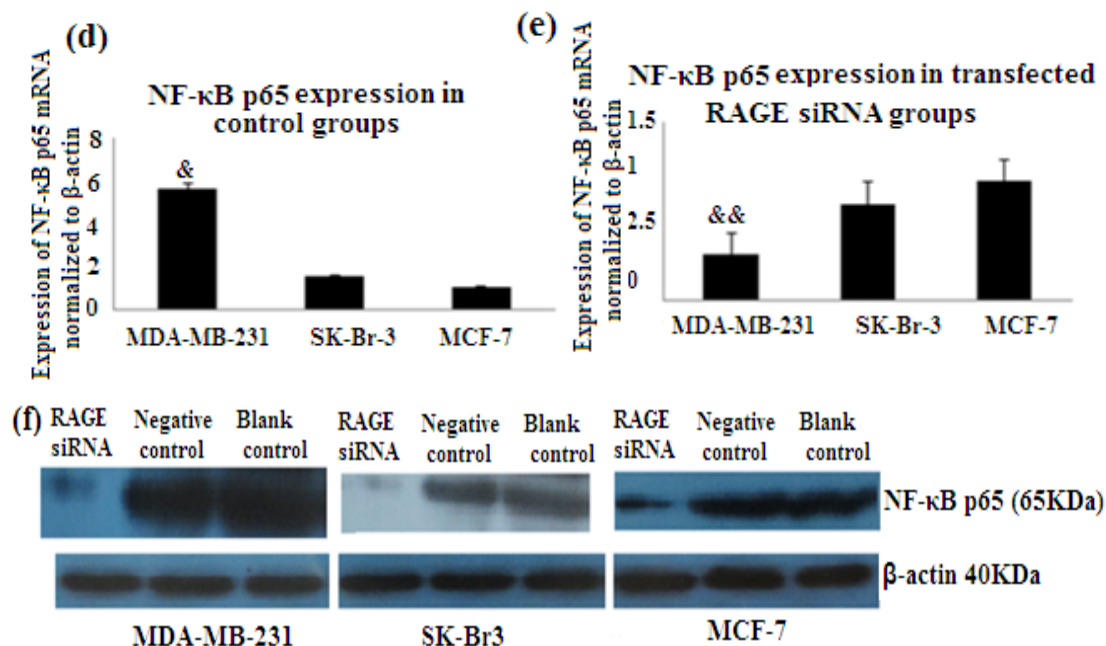 (d)
NF-κB p65 expression in
control groups
Expression of NF-κB p65 mRNA
normalized to β-actin
8
6
4
2
0
&
MDA-MB-231 SK-Br-3 MCF-7
(e)
NF-κB p65 expression in transfected
RAGE siRNA groups
Expression of NF-κB p65 mRNA
normalized to β-actin
1.5
1
2.5
0
&&
MDA-MB-231 SK-Br-3 MCF-7
(f)
RAGE
siRNA
Negative
control
Blank
control
RAGE
siRNA
Negative
control
Blank
control
RAGE
siRNA
Negative
control
Blank
control
NF-κB p65 (65KDa)
β-actin 40KDa
MDA-MB-231 SK-Br3 MCF-7